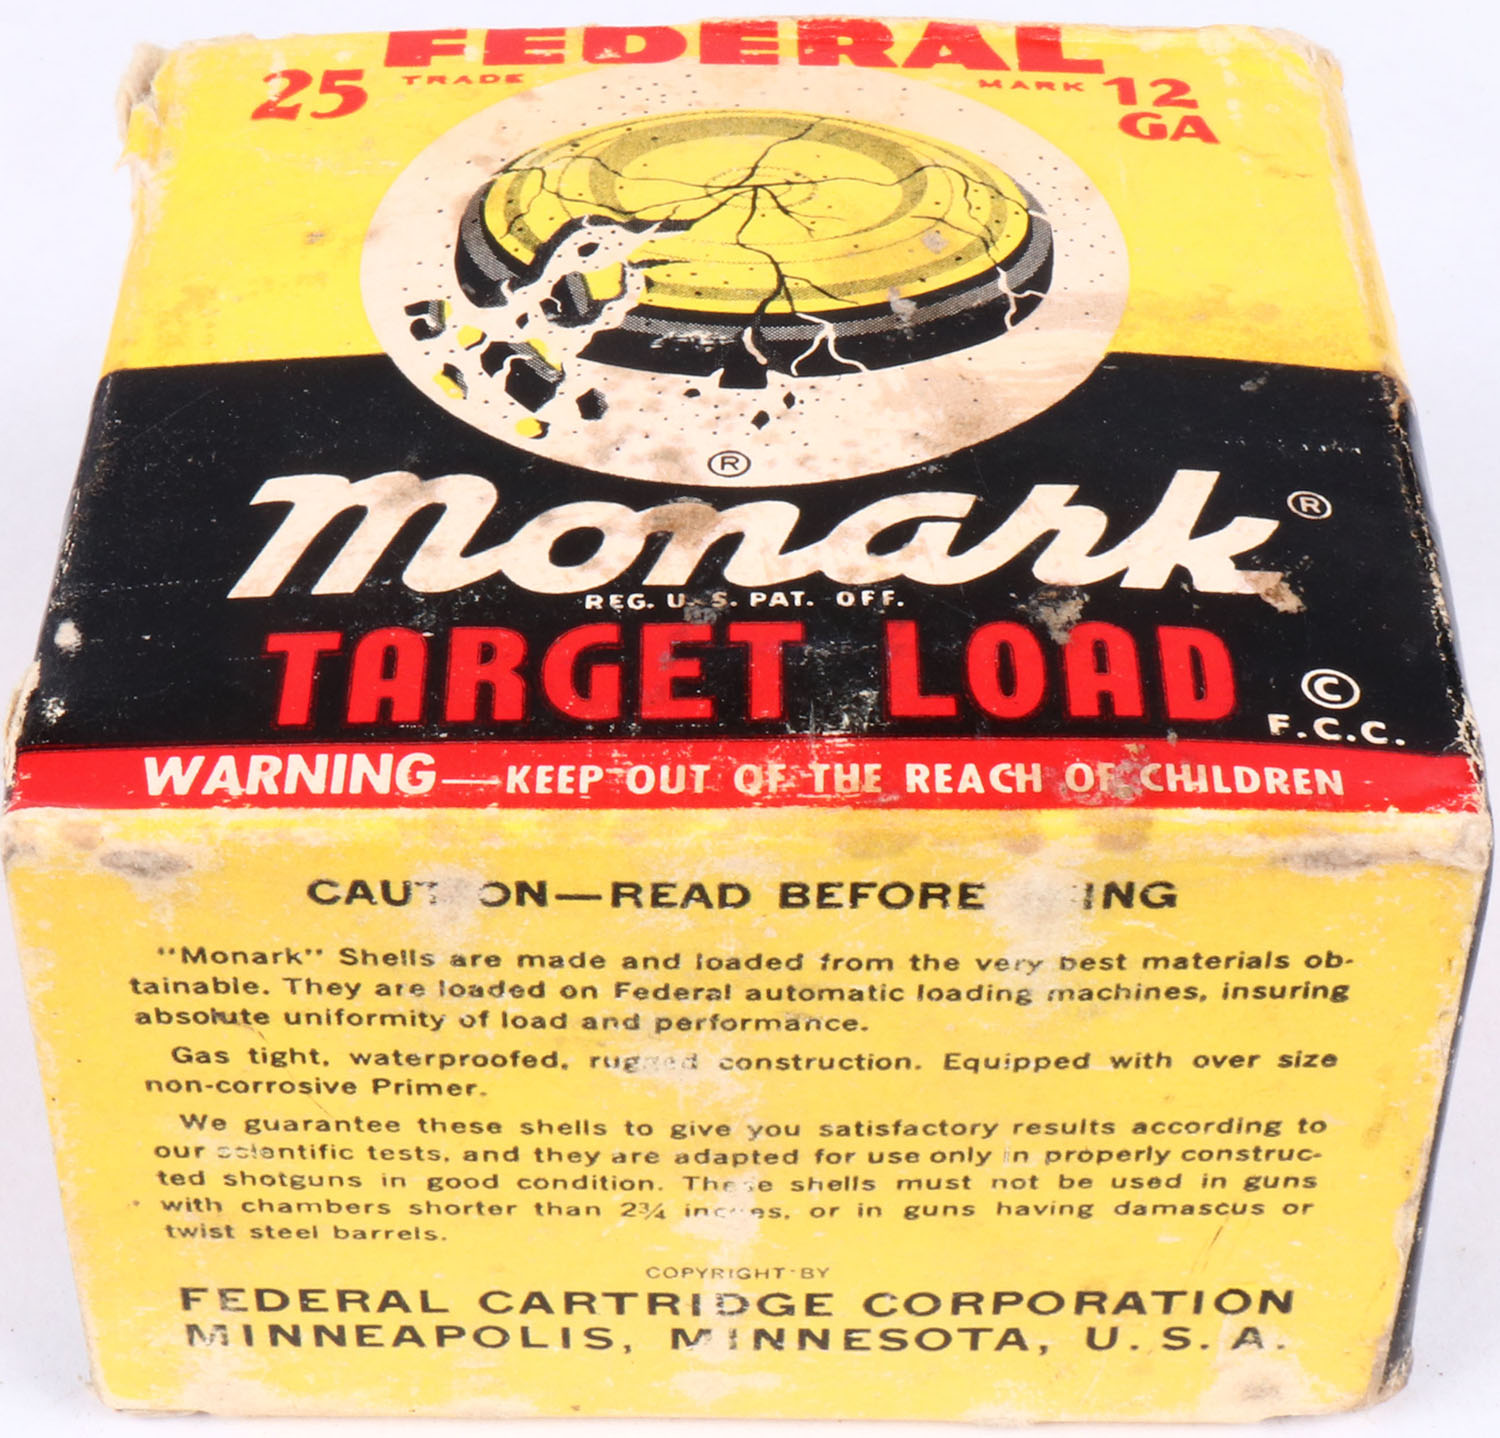 FEDERAL
25 TRADE MARK 12
GA
®
Monark ®
REG. U. S. PAT. OFF.
TARGET LOAD
©
F.C.C.
WARNING—KEEP OUT OF THE REACH OF CHILDREN
CAUTION—READ BEFORE
"Monark" Shells are made and loaded from the very best materials ob-
tainable. They are loaded on Federal automatic loading machines, insuring
absolute uniformity of load and performance.
Gas tight, waterproofed, rugged construction. Equipped with over size
non-corrosive Primer.
We guarantee these shells to give you satisfactory results according to
our scientific tests, and they are adapted for use only in properly construc-
ted shotguns in good condition. These shells must not be used in guns
with chambers shorter than 2¾ inches, or in guns having damascus or
twist steel barrels.
COPYRIGHT BY
FEDERAL CARTRIDGE CORPORATION
MINNEAPOLIS, MINNESOTA, U.S.A.